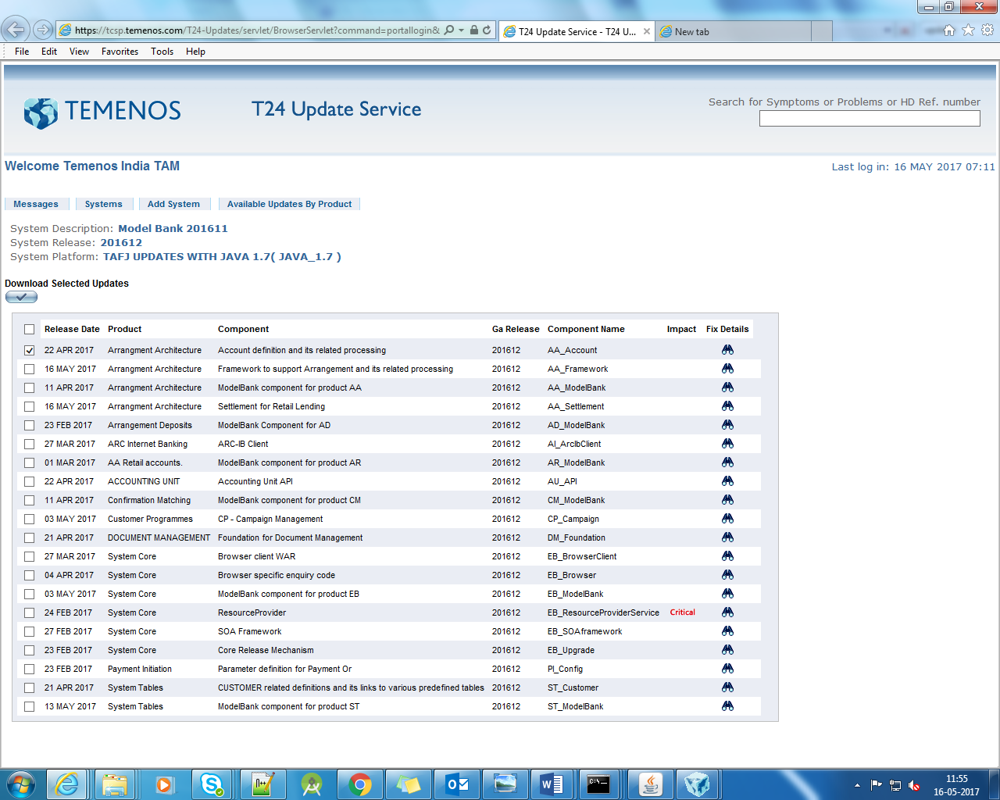 https://tcsp.temenos.com/T24-Updates/servlet/BrowserServlet?command=portallogin&
T24 Update Service - T24 U...
New tab
File Edit View Favorites Tools Help
TEMENOS
T24 Update Service
Search for Symptoms or Problems or HD Ref. number
Welcome Temenos India TAM
Last log in: 16 MAY 2017 07:11
Messages Systems Add System Available Updates By Product
System Description: Model Bank 201611
System Release: 201612
System Platform: TAFJ UPDATES WITH JAVA 1.7( JAVA_1.7 )
Download Selected Updates
Release Date Product Component Ga Release Component Name Impact Fix Details
22 APR 2017 Arrangment Architecture Account definition and its related processing 201612 AA_Account
16 MAY 2017 Arrangment Architecture Framework to support Arrangement and its related processing 201612 AA_Framework
11 APR 2017 Arrangment Architecture ModelBank component for product AA 201612 AA_ModelBank
16 MAY 2017 Arrangment Architecture Settlement for Retail Lending 201612 AA_Settlement
23 FEB 2017 Arrangement Deposits ModelBank Component for AD 201612 AD_ModelBank
27 MAR 2017 ARC Internet Banking ARC-IB Client 201612 AI_ArcIbClient
01 MAR 2017 AA Retail accounts. ModelBank component for product AR 201612 AR_ModelBank
22 APR 2017 ACCOUNTING UNIT Accounting Unit API 201612 AU_API
11 APR 2017 Confirmation Matching ModelBank component for product CM 201612 CM_ModelBank
03 MAY 2017 Customer Programmes CP - Campaign Management 201612 CP_Campaign
21 APR 2017 DOCUMENT MANAGEMENT Foundation for Document Management 201612 DM_Foundation
27 MAR 2017 System Core Browser client WAR 201612 EB_BrowserClient
04 APR 2017 System Core Browser specific enquiry code 201612 EB_Browser
03 MAY 2017 System Core ModelBank component for product EB 201612 EB_ModelBank
24 FEB 2017 System Core ResourceProvider 201612 EB_ResourceProviderService Critical
27 FEB 2017 System Core SOA Framework 201612 EB_SOAframework
23 FEB 2017 System Core Core Release Mechanism 201612 EB_Upgrade
23 FEB 2017 Payment Initiation Parameter definition for Payment Or 201612 PI_Config
21 APR 2017 System Tables CUSTOMER related definitions and its links to various predefined tables 201612 ST_Customer
13 MAY 2017 System Tables ModelBank component for product ST 201612 ST_ModelBank
11:55
16-05-2017